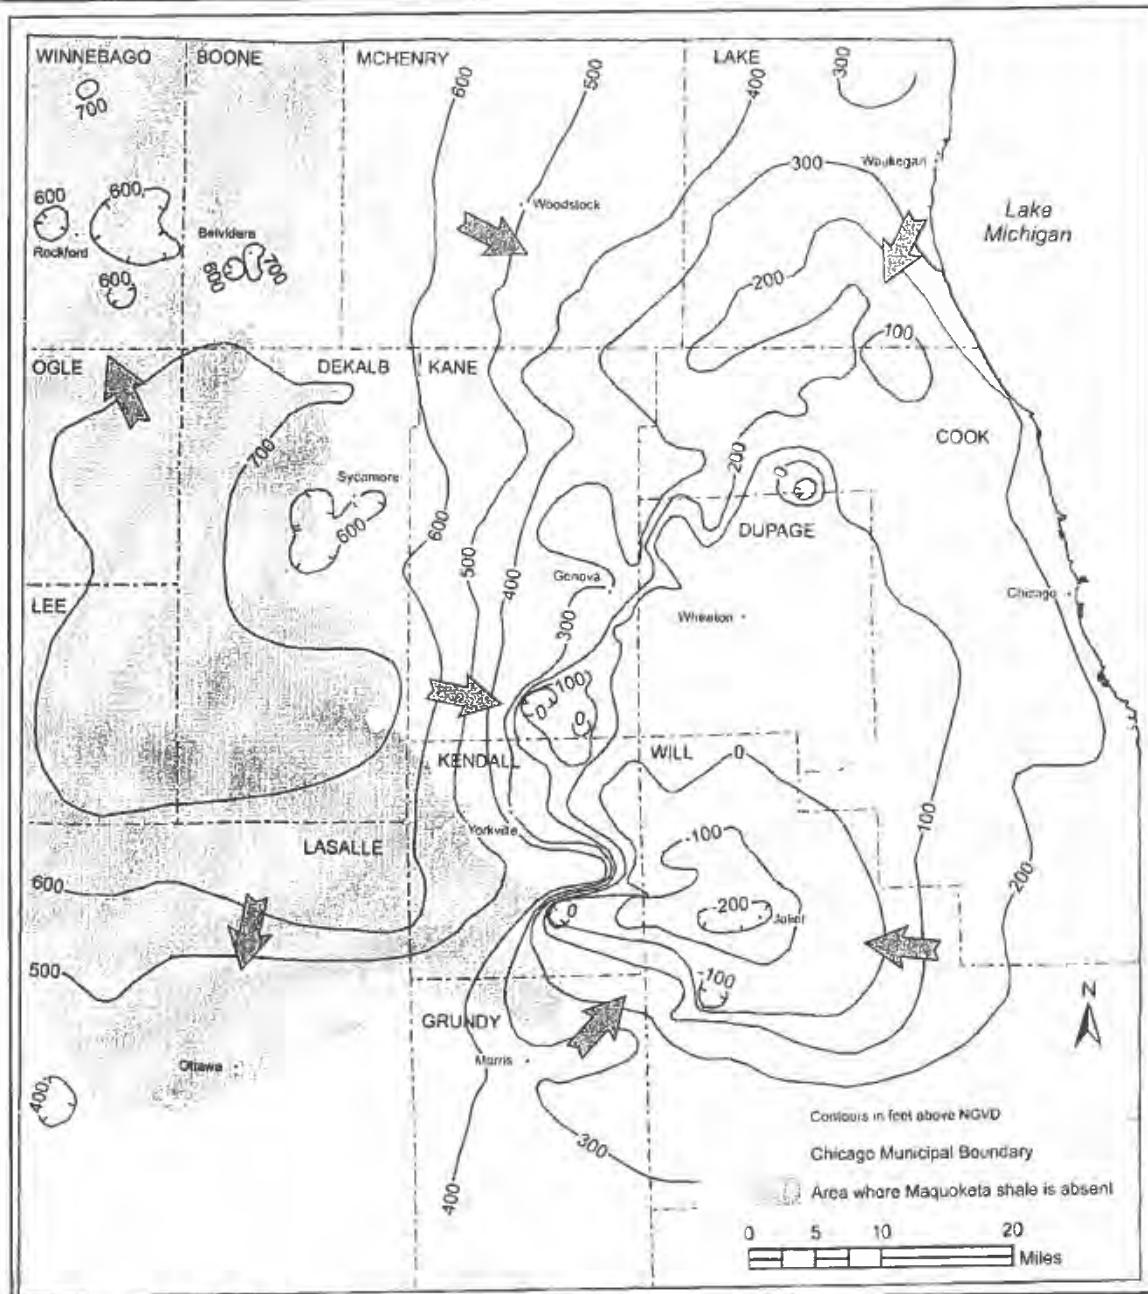 WINNEBAGO
BOONE
MCHENRY
LAKE
300
700
600
500
400
300
Waukegan
600
600
Woodstock
Lake
Michigan
Rockford
Belvidere
600
700
600
200
100
OGLE
DEKALB
KANE
COOK
700
Sycamore
600
600
200
0
DUPAGE
500
400
Genova
LEE
Chicago
300
Wheaton
100
0
0
KENDALL
WILL
0
100
Yorkville
-100
LASALLE
200
600
-200
Joliet
0
500
-100
N
GRUNDY
Morris
Ottawa
400
300
400
Contours in feet above NGVD
Chicago Municipal Boundary
Area where Maquoketa shale is absent
0 5 10 20
Miles